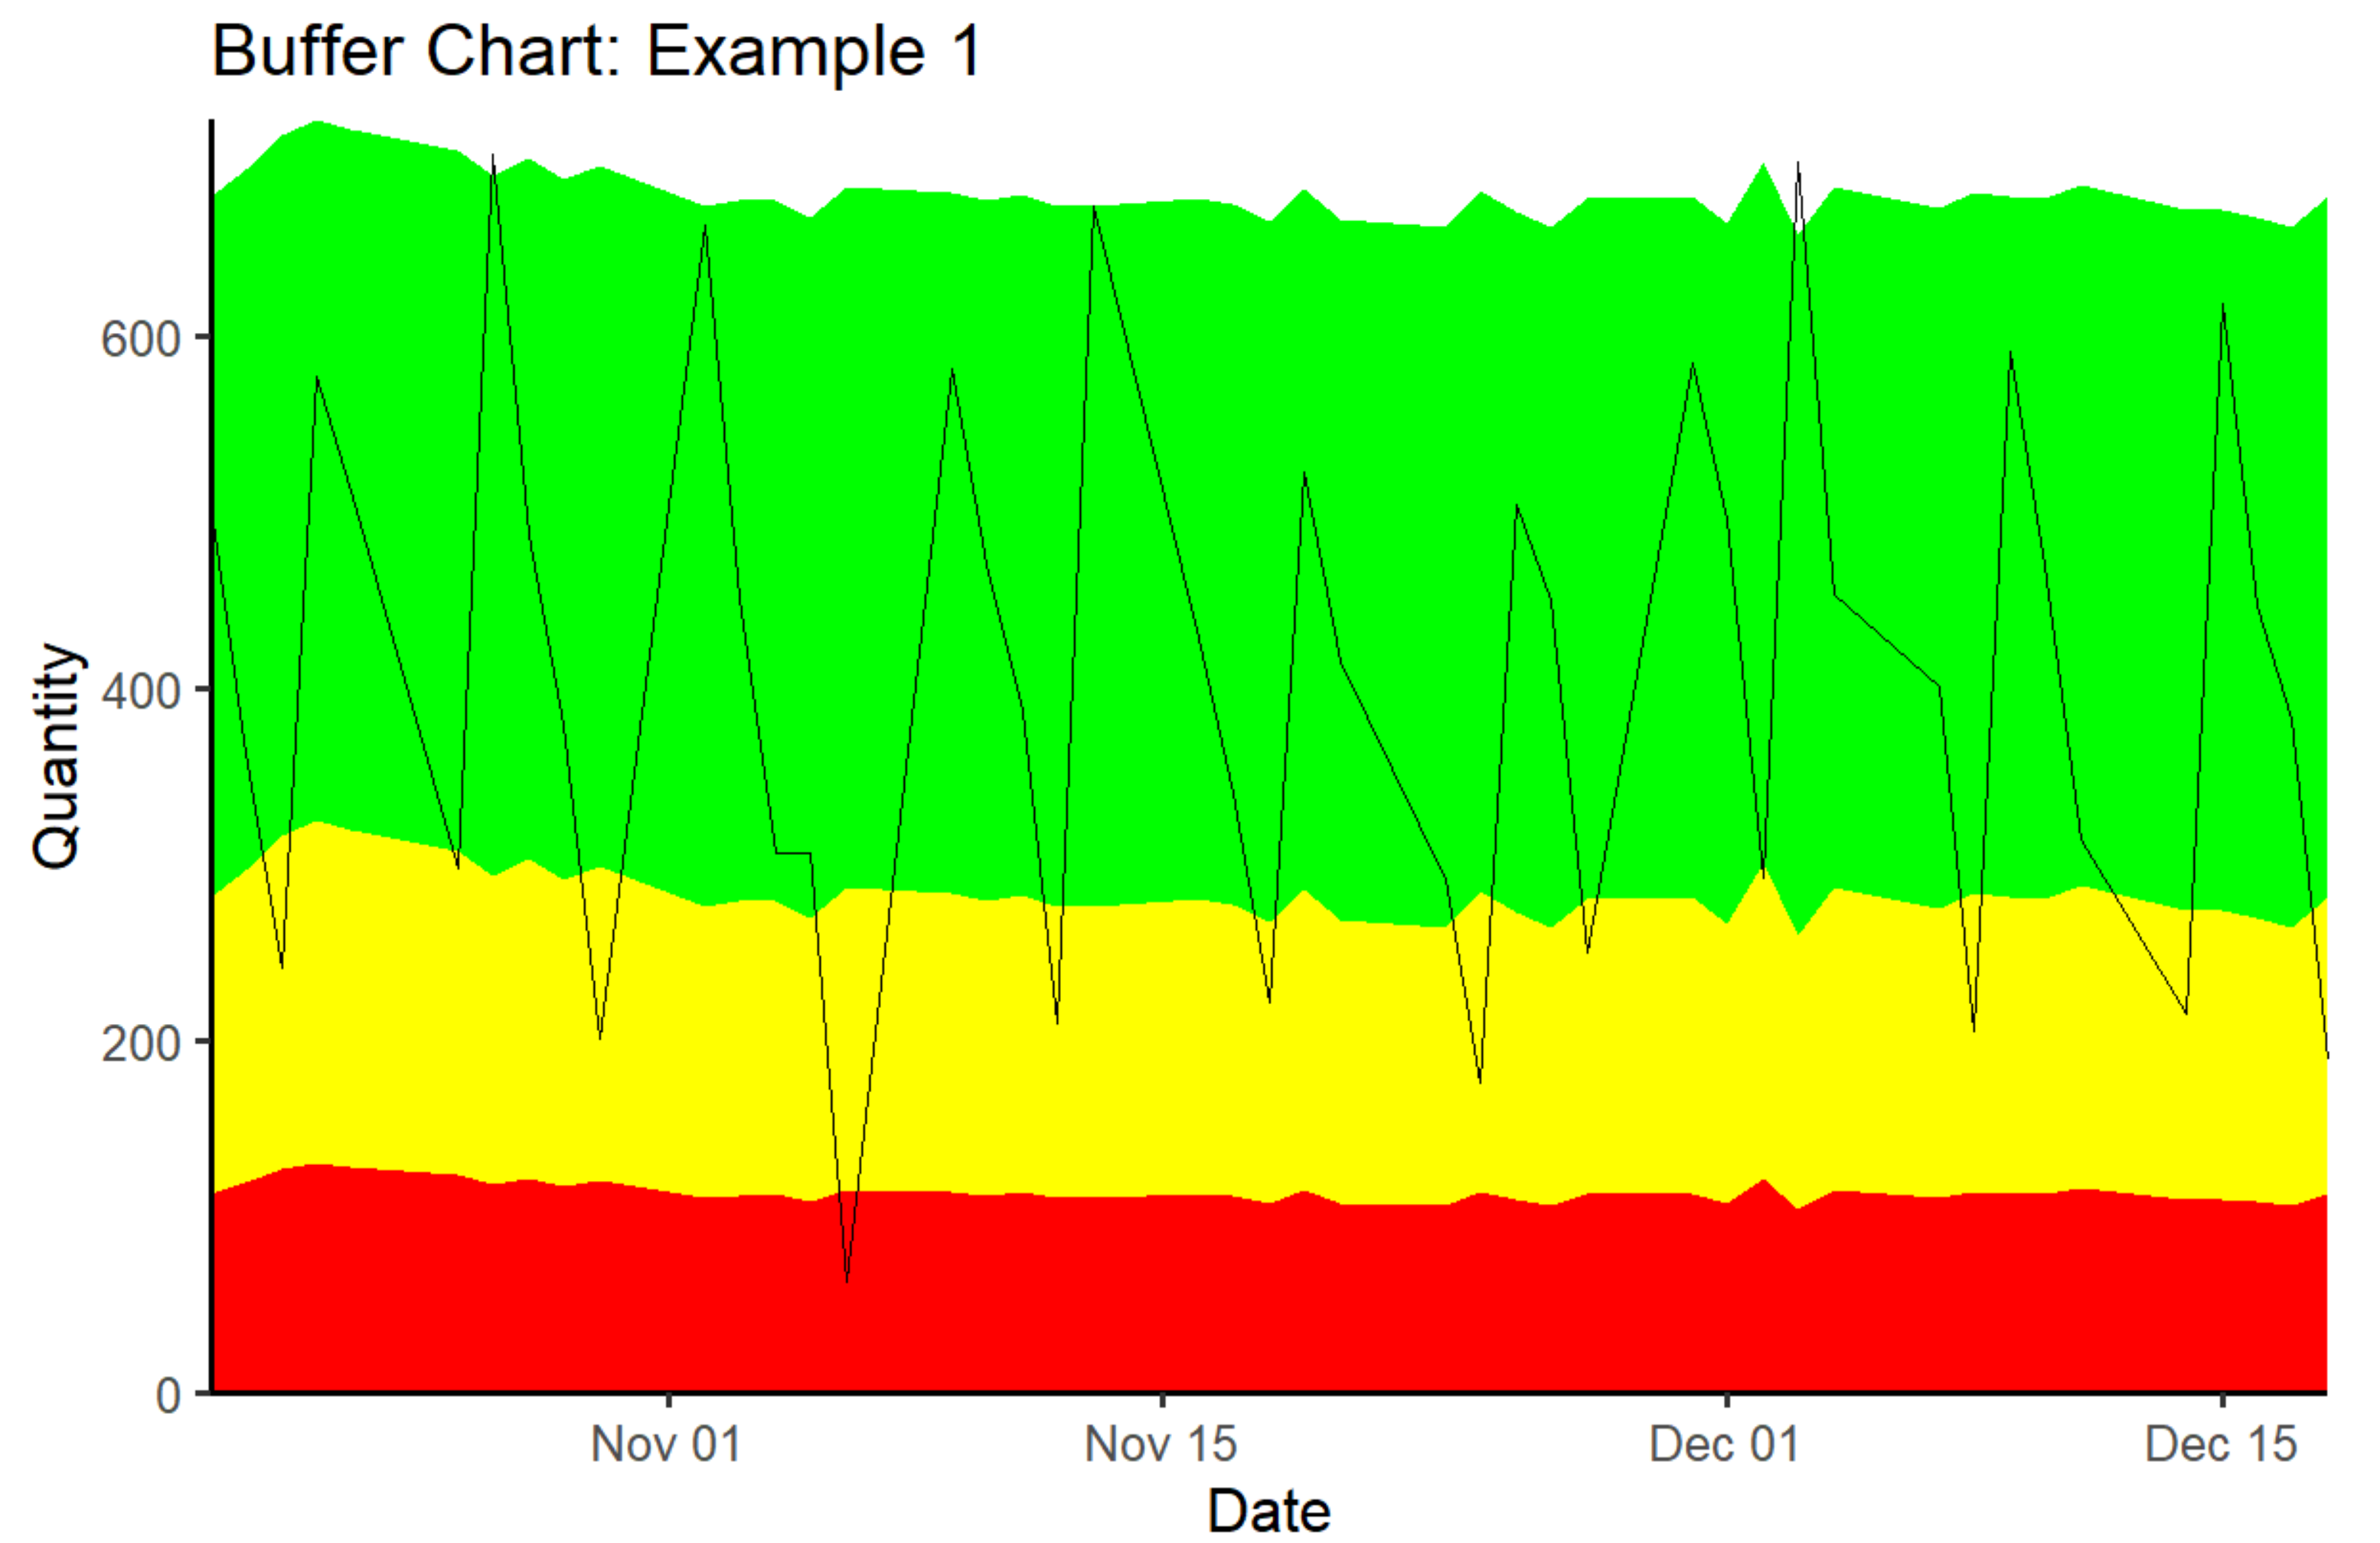 Buffer Chart: Example 1
Quantity
600
400
200
0
Nov 01 Nov 15 Dec 01 Dec 15
Date